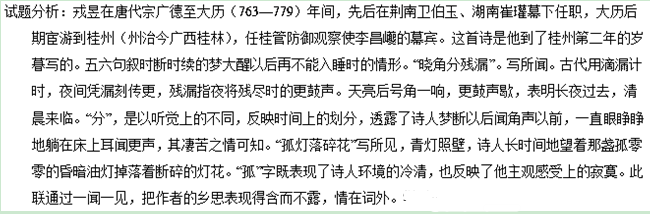 试题分析：戎昱在唐代宗广德至大历（763—779）年间，先后在荆南卫伯玉、湖南崔瓘幕下任职，大历后
期宦游到桂州（州治今广西桂林），任桂管防御观察使李昌巙的幕宾。这首诗是他到了桂州第二年的岁
暮写的。五六句叙时断时续的梦大醒以后再不能入睡时的情形。“晓角分残漏”。写所闻。古代用滴漏计
时，夜间凭漏刻传更，残漏指夜将残尽时的更鼓声。天亮后号角一响，更鼓声歇，表明长夜过去，清
晨来临。“分”，是以听觉上的不同，反映时间上的划分，透露了诗人梦断以后闻角声以前，一直眼睁睁
地躺在床上耳闻更声，其凄苦之情可知。“孤灯落碎花”写所见，青灯照壁，诗人长时间地望着那盏孤零
零的昏暗油灯掉落着断碎的灯花。“孤”字既表现了诗人环境的冷清，也反映了他主观感受上的寂寞。此
联通过一闻一见，把作者的乡思表现得含而不露，情在词外。